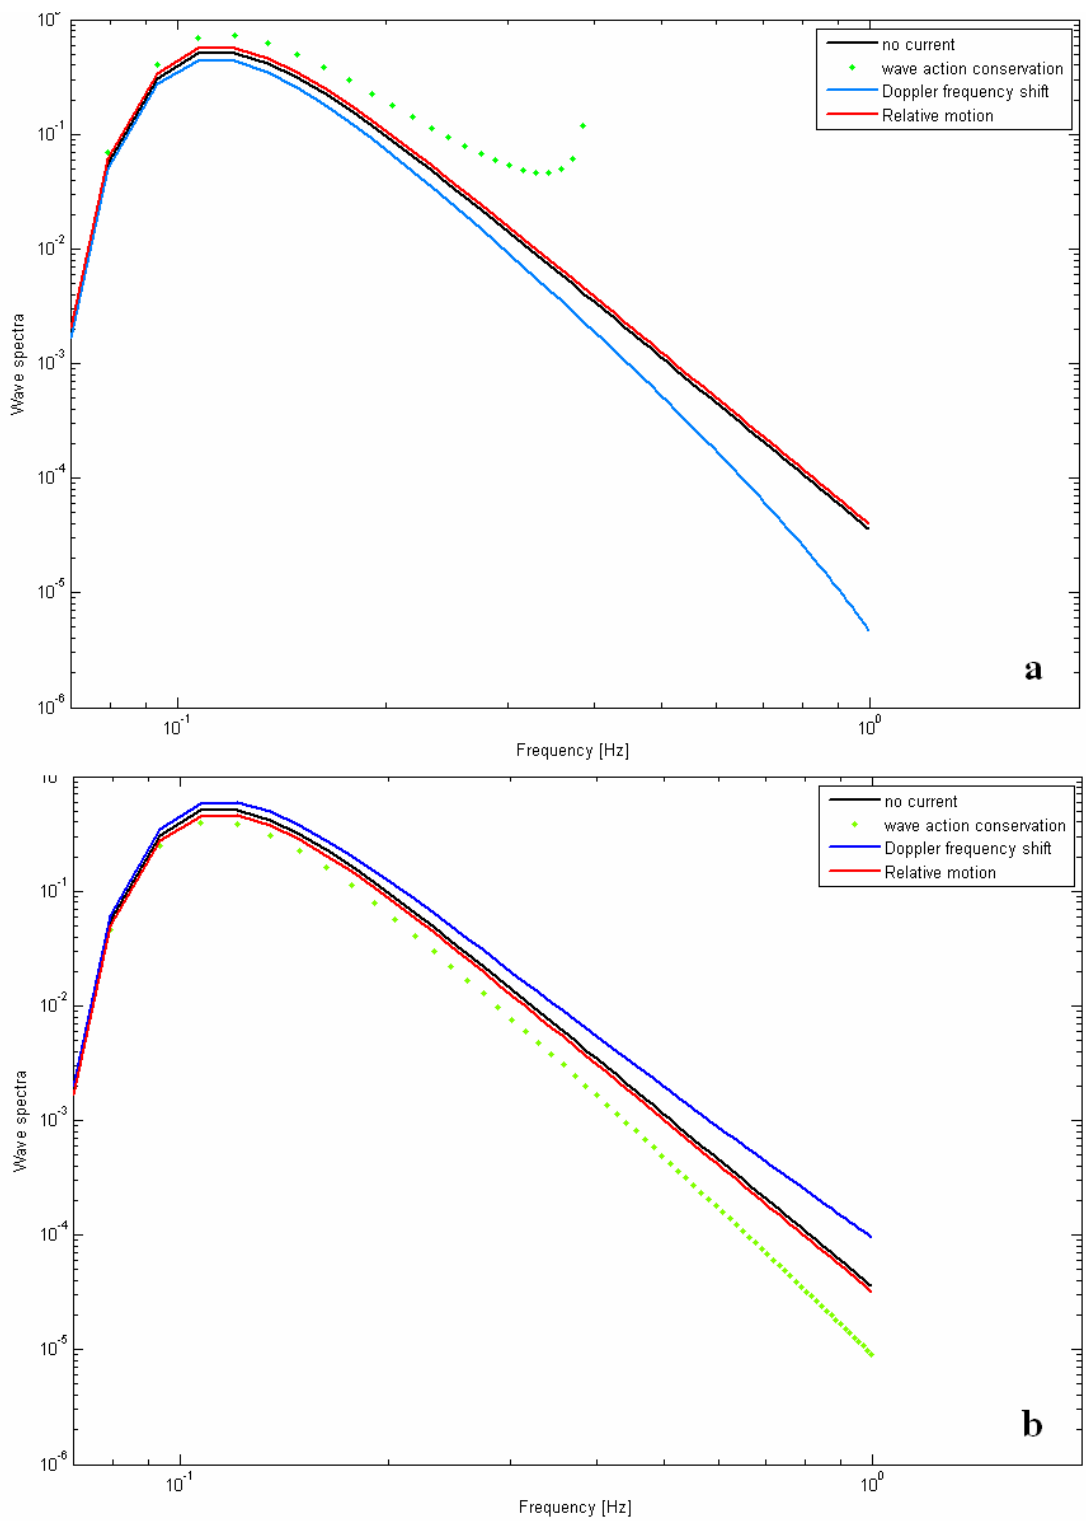 10^0
no current
wave action conservation
Doppler frequency shift
Relative motion
10^-1
10^-2
10^-3
10^-4
10^-5
10^-6
Wave spectra
a
10^-1
10^0
Frequency [Hz]
no current
wave action conservation
Doppler frequency shift
Relative motion
10^-1
10^-2
10^-3
10^-4
10^-5
10^-6
Wave spectra
b
10^-1
10^0
Frequency [Hz]